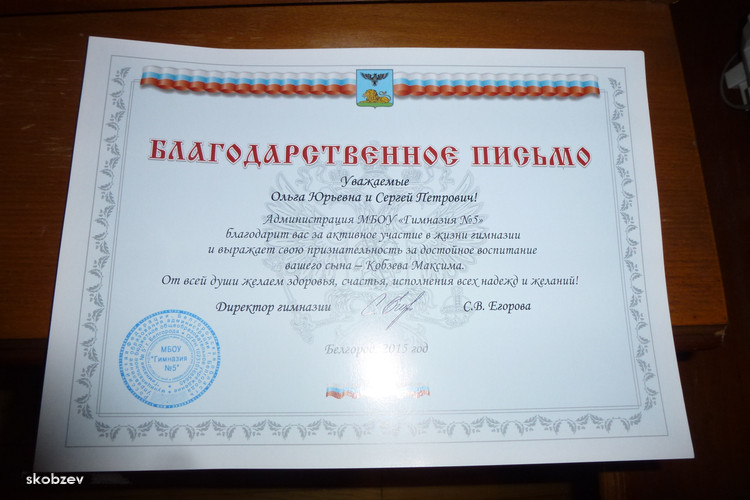 БЛАГОДАРСТВЕННОЕ ПИСЬМО
Уважаемые
Ольга Юрьевна и Сергей Петрович!
Администрация МБОУ «Гимназия №5»
благодарит вас за активное участие в жизни гимназии
и выражает свою признательность за достойное воспитание
вашего сына – Кобзева Максима.
От всей души желаем здоровья, счастья, исполнения всех надежд и желаний!
Директор гимназии С.В. Егорова
Белгород, 2015 год
МБОУ
"Гимназия
№5"
skobzev